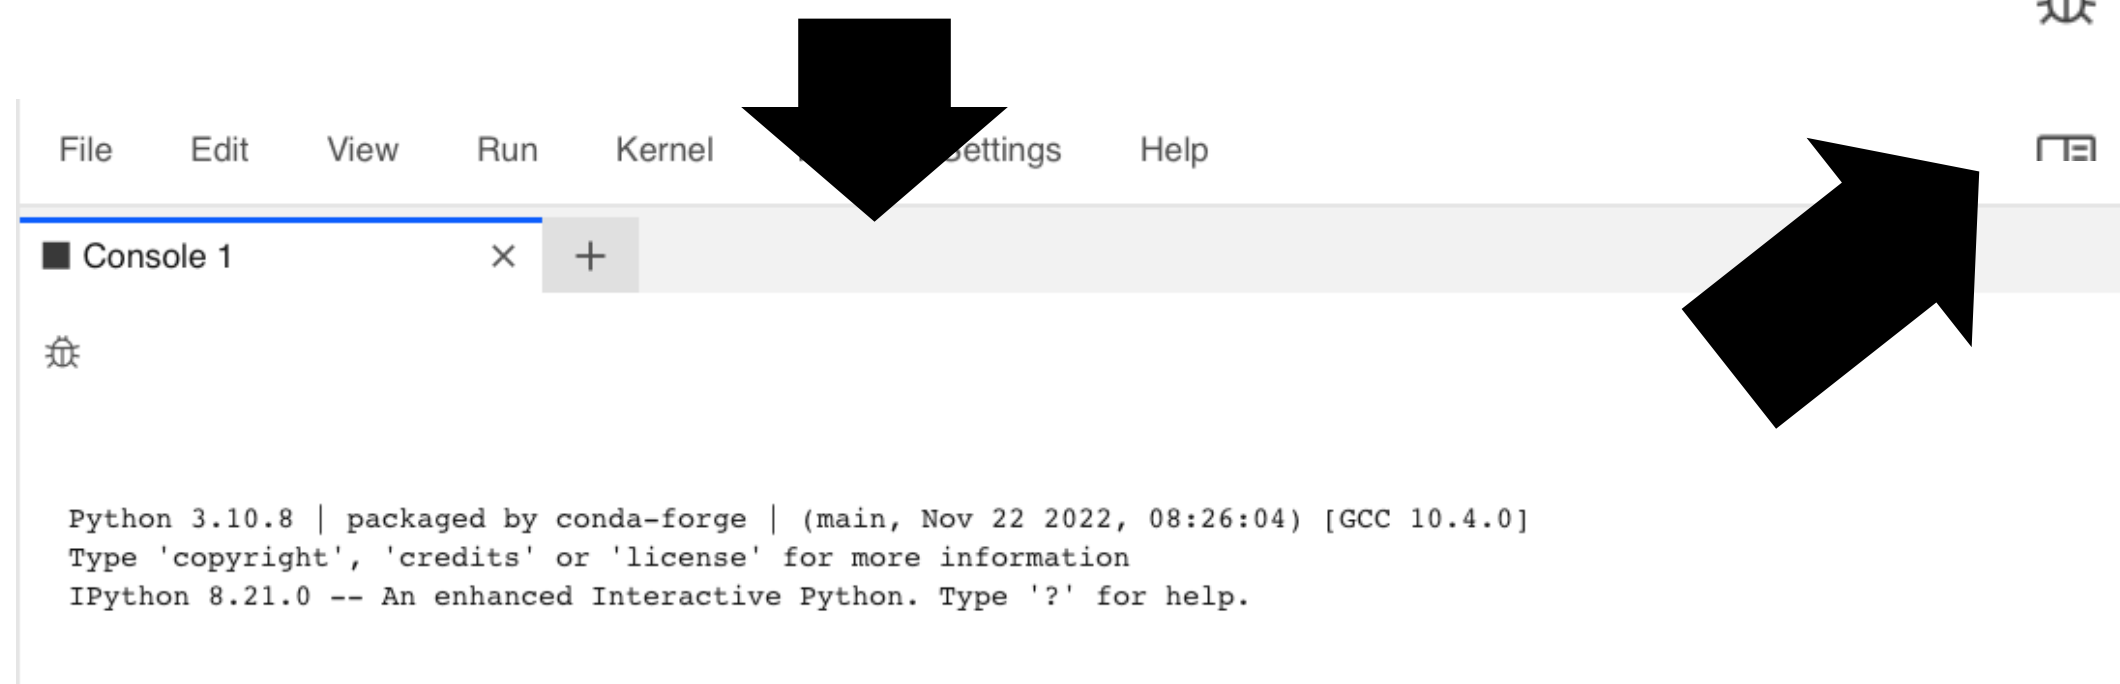 File Edit View Run Kernel Settings Help
Console 1
Python 3.10.8 | packaged by conda-forge | (main, Nov 22 2022, 08:26:04) [GCC 10.4.0]
Type 'copyright', 'credits' or 'license' for more information
IPython 8.21.0 -- An enhanced Interactive Python. Type '?' for help.